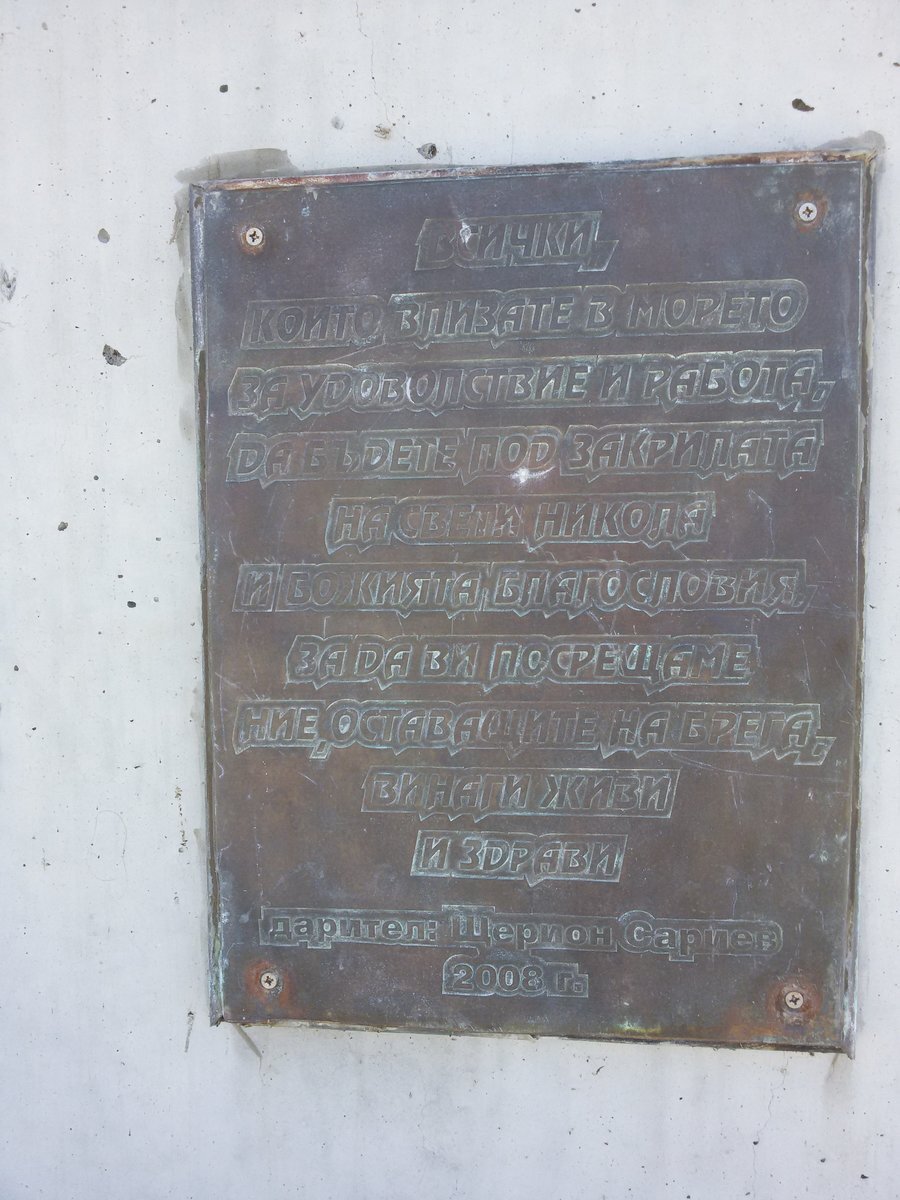 ВСИЧКИ,
КОИТО ВЛИЗАТЕ В МОРЕТО
ЗА УДОВОЛСТВИЕ И РАБОТА,
ДА БЪДЕТЕ ПОД ЗАКРИЛАТА
НА СВЕТИ НИКОЛА
И БОЖИЯТА БЛАГОСЛОВИЯ,
ЗА ДА ВИ ПОСРЕЩАМЕ
НИЕ, ОСТАВАЩИТЕ НА БРЕГА,
ВИНАГИ ЖИВИ
И ЗДРАВИ
дарител: Щерион Сариев
2008 г.